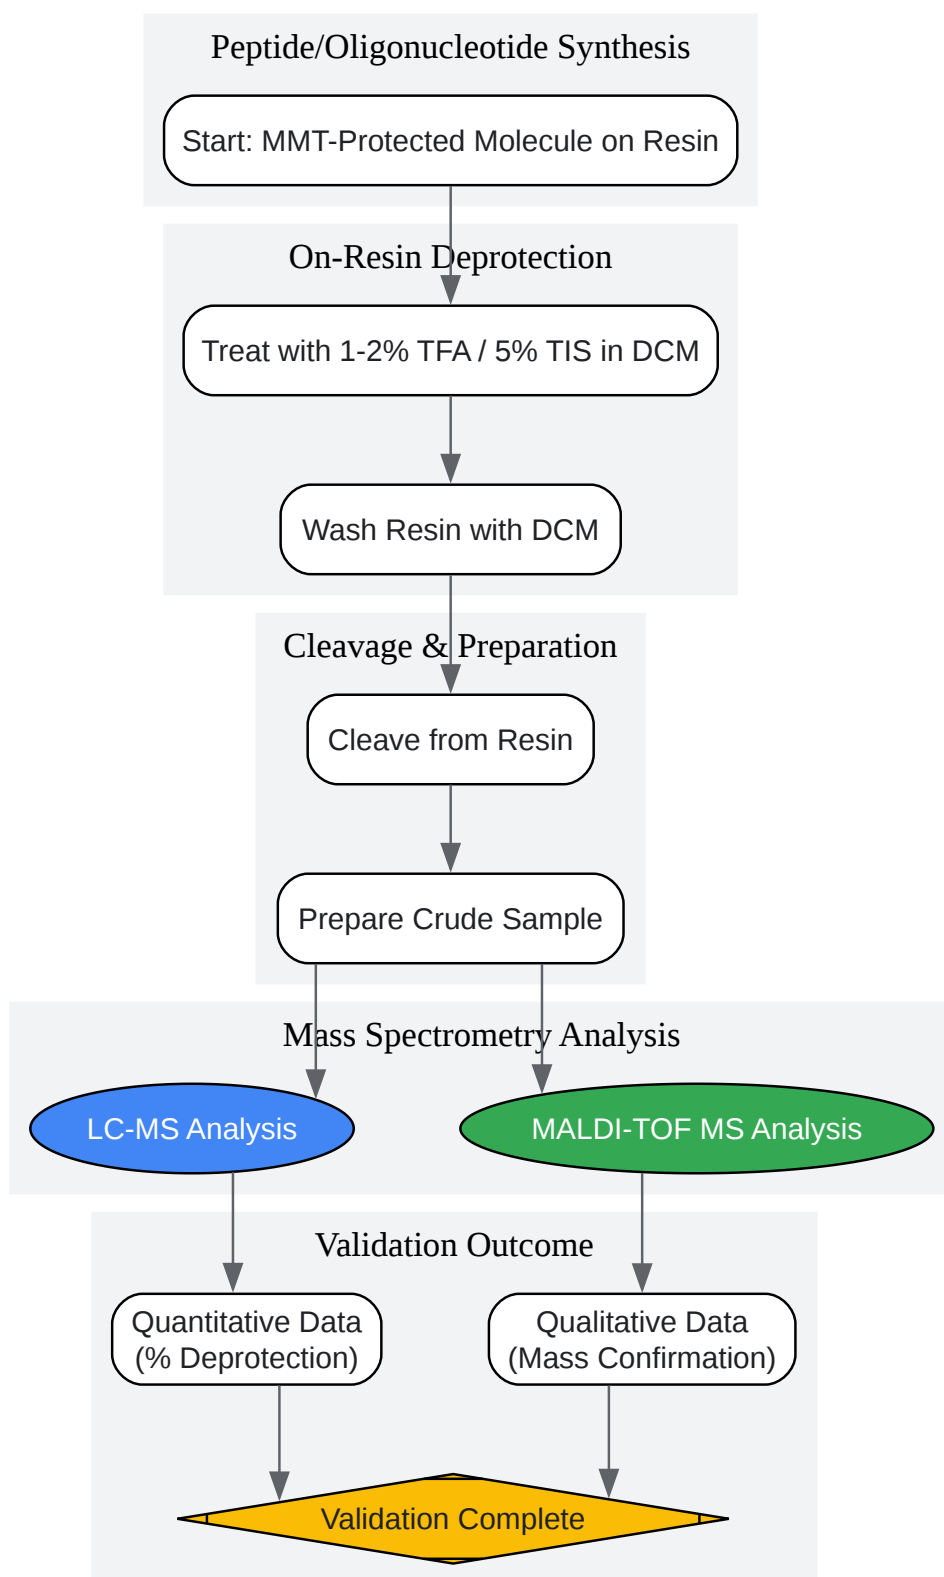 Peptide/Oligonucleotide Synthesis
Start: MMT-Protected Molecule on Resin
On-Resin Deprotection
Treat with 1-2% TFA / 5% TIS in DCM
Wash Resin with DCM
Cleavage & Preparation
Cleave from Resin
Prepare Crude Sample
Mass Spectrometry Analysis
LC-MS Analysis
MALDI-TOF MS Analysis
Validation Outcome
Quantitative Data
(% Deprotection)
Qualitative Data
(Mass Confirmation)
Validation Complete